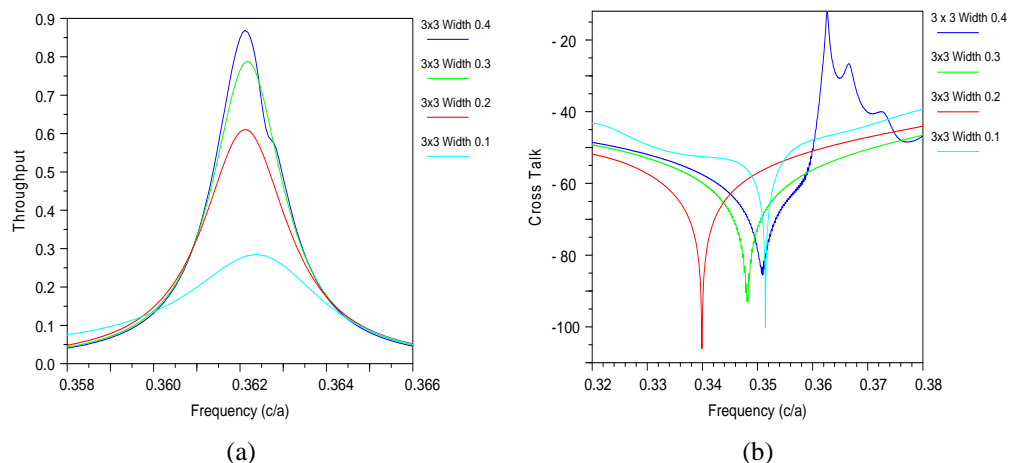 0.9
0.8
0.7
0.6
0.5
0.4
0.3
0.2
0.1
0.0
Throughput
0.358
0.360
0.362
0.364
0.366
Frequency (c/a)
3x3 Width 0.4
3x3 Width 0.3
3x3 Width 0.2
3x3 Width 0.1
(a)
- 20
- 40
- 60
- 80
-100
Cross Talk
0.32
0.33
0.34
0.35
0.36
0.37
0.38
Frequency (c/a)
3 x 3 Width 0.4
3x3 Width 0.3
3x3 Width 0.2
3x3 Width 0.1
(b)